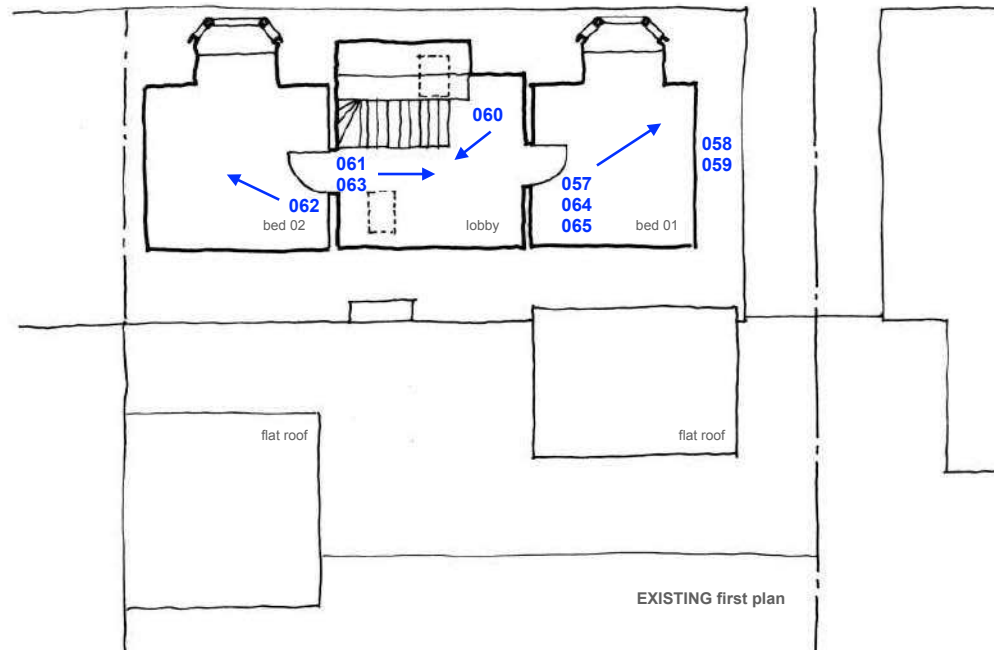 060
058
059
061
063
057
064
065
062
bed 02
lobby
bed 01
flat roof
flat roof
EXISTING first plan